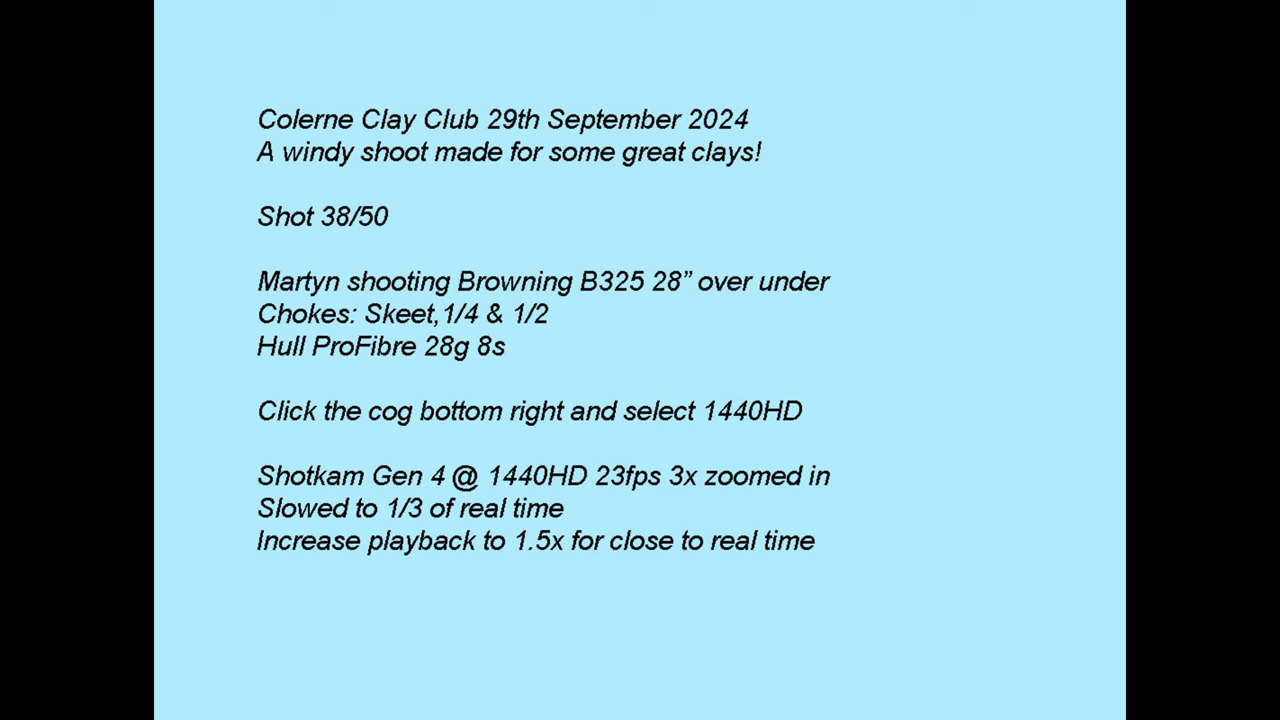 Colerne Clay Club 29th September 2024
A windy shoot made for some great clays!
Shot 38/50
Martyn shooting Browning B325 28” over under
Chokes: Skeet,1/4 & 1/2
Hull ProFibre 28g 8s
Click the cog bottom right and select 1440HD
Shotkam Gen 4 @ 1440HD 23fps 3x zoomed in
Slowed to 1/3 of real time
Increase playback to 1.5x for close to real time